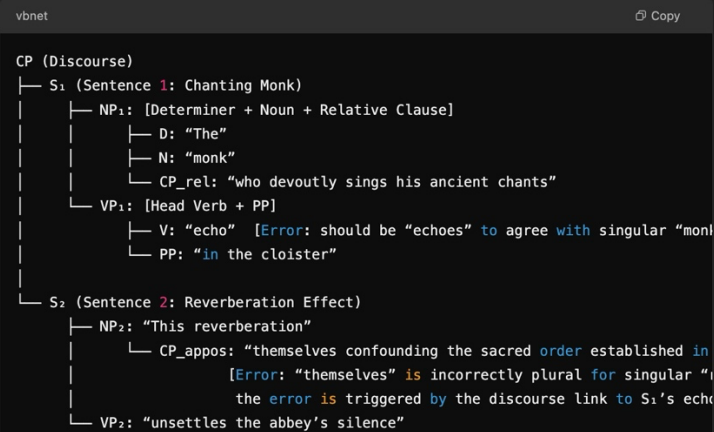 vbnet Copy
CP (Discourse)
├── S₁ (Sentence 1: Chanting Monk)
│   ├── NP₁: [Determiner + Noun + Relative Clause]
│   │   ├── D: “The”
│   │   ├── N: “monk”
│   │   └── CP_rel: “who devoutly sings his ancient chants”
│   └── VP₁: [Head Verb + PP]
│       ├── V: “echo”  [Error: should be “echoes” to agree with singular “monk
│       └── PP: “in the cloister”
│
└── S₂ (Sentence 2: Reverberation Effect)
    ├── NP₂: “This reverberation”
    │   └── CP_appos: “themselves confounding the sacred order established in
    │              [Error: “themselves” is incorrectly plural for singular “r
    │               the error is triggered by the discourse link to S₁’s echo
    └── VP₂: “unsettles the abbey’s silence”